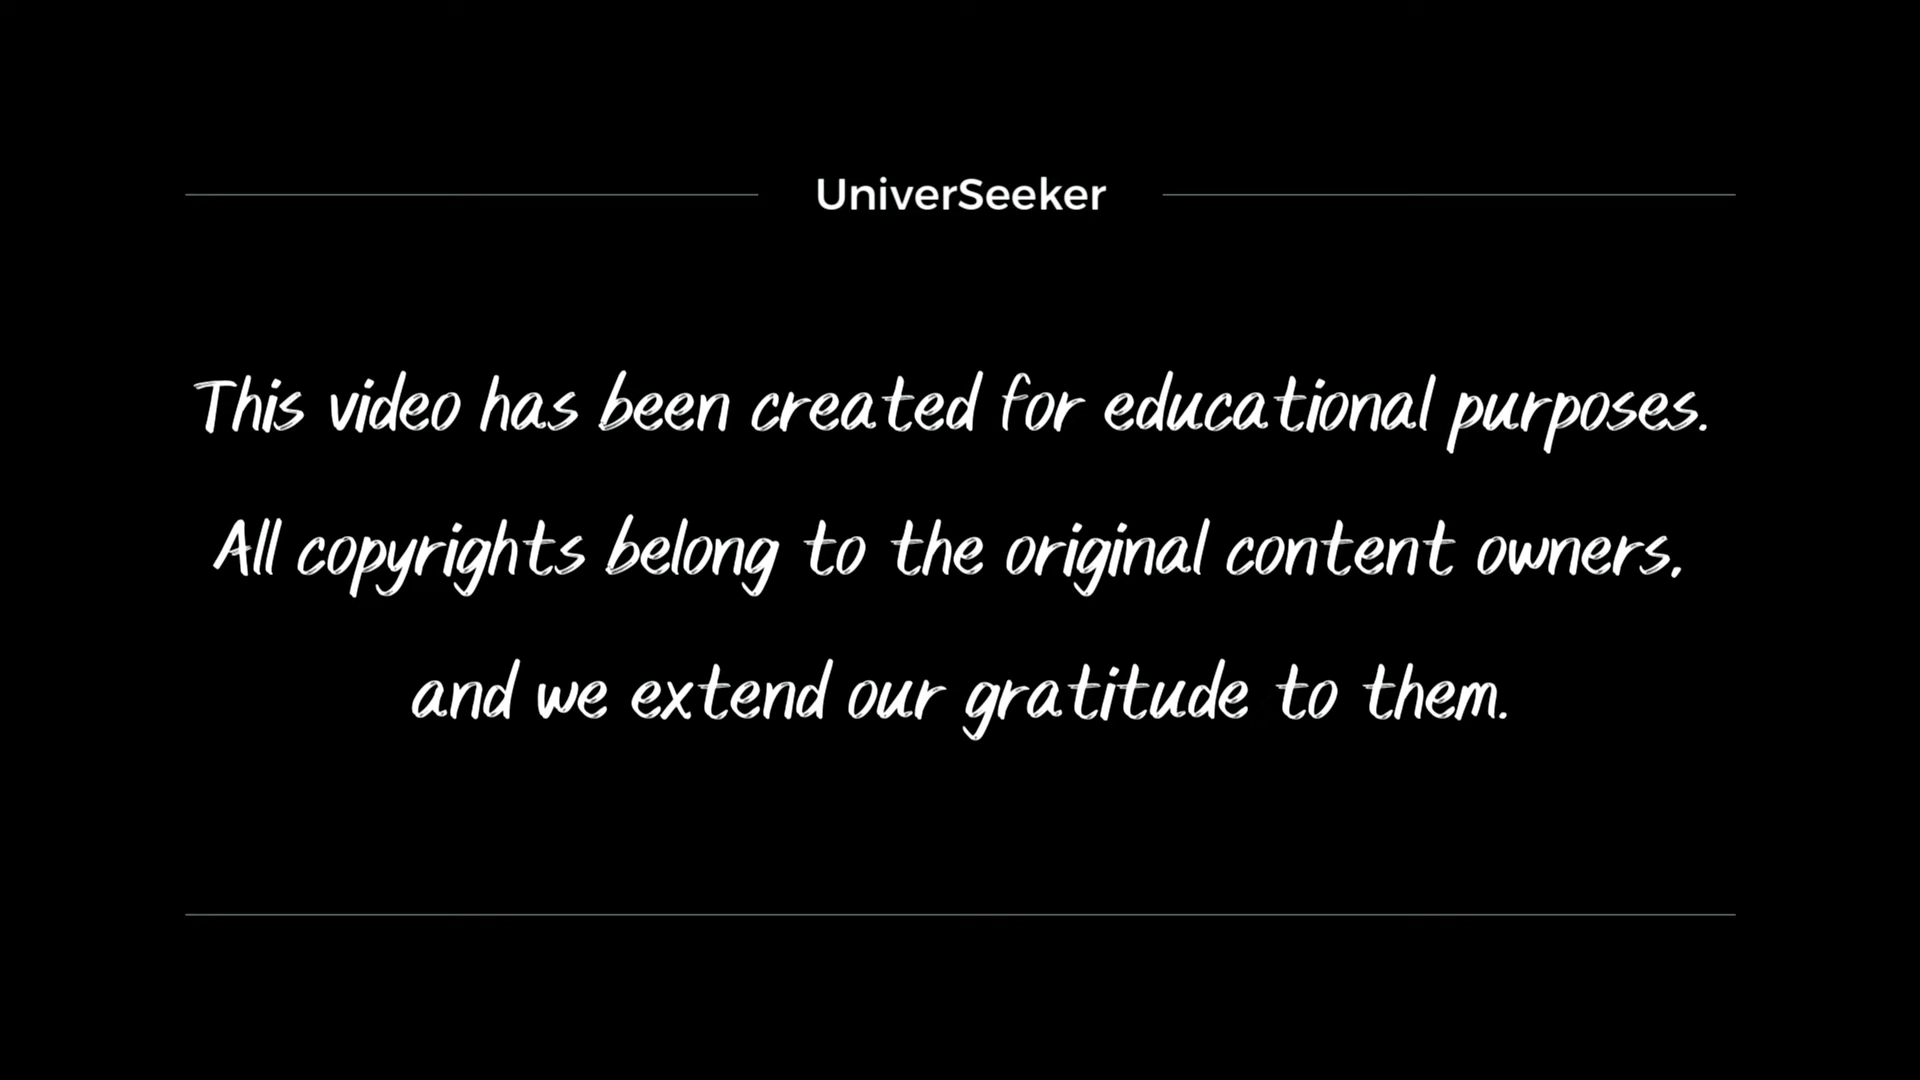 UniverSeeker
This video has been created for educational purposes.
All copyrights belong to the original content owners,
and we extend our gratitude to them.